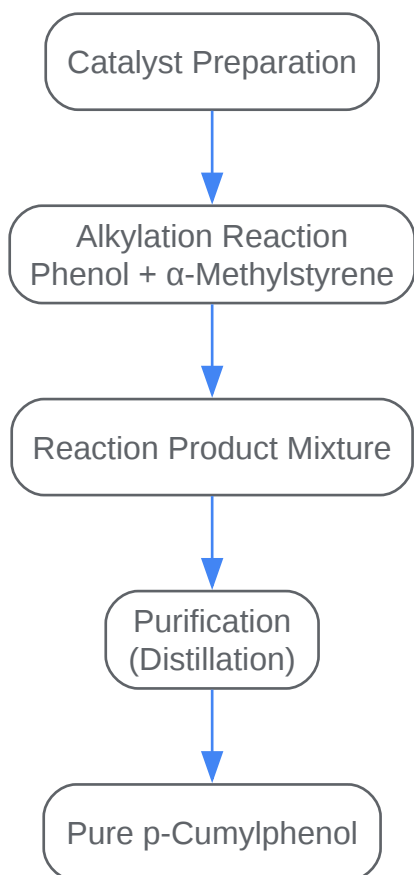 Catalyst Preparation
Alkylation Reaction
Phenol + α-Methylstyrene
Reaction Product Mixture
Purification
(Distillation)
Pure p-Cumylphenol